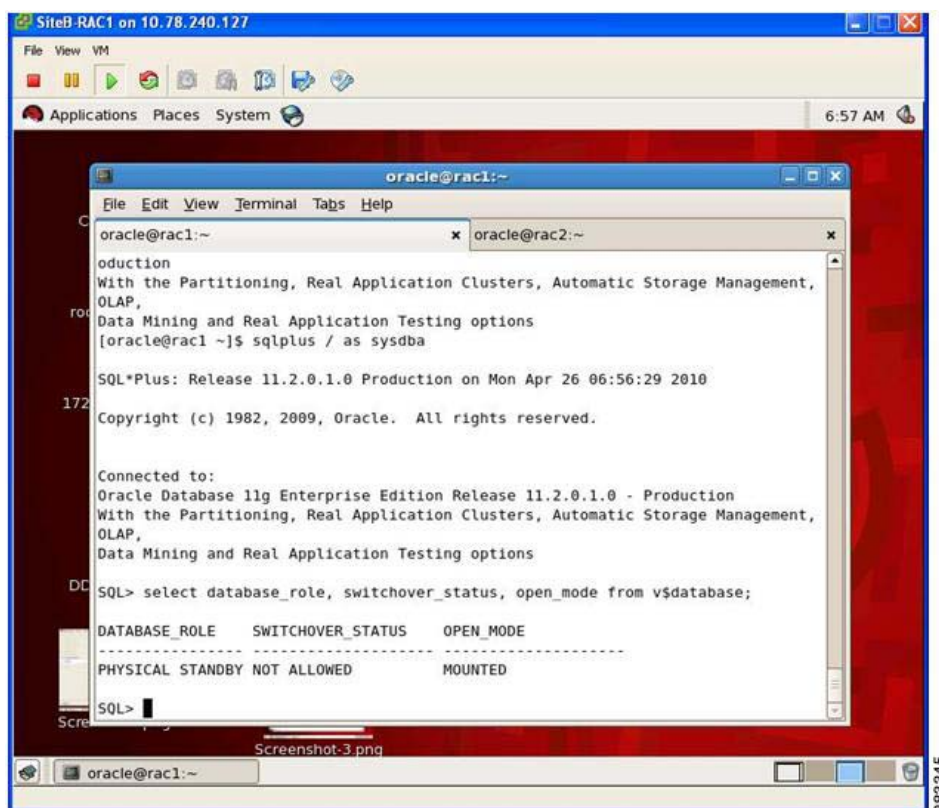 SiteB-RAC1 on 10.78.240.127
File View VM
Applications Places System
6:57 AM
oracle@rac1:~
File Edit View Terminal Tabs Help
oracle@rac1:~
oracle@rac2:~
oduction
With the Partitioning, Real Application Clusters, Automatic Storage Management,
OLAP,
Data Mining and Real Application Testing options
[oracle@rac1 ~]$ sqlplus / as sysdba
SQL*Plus: Release 11.2.0.1.0 Production on Mon Apr 26 06:56:29 2010
Copyright (c) 1982, 2009, Oracle. All rights reserved.
Connected to:
Oracle Database 11g Enterprise Edition Release 11.2.0.1.0 - Production
With the Partitioning, Real Application Clusters, Automatic Storage Management,
OLAP,
Data Mining and Real Application Testing options
SQL> select database_role, switchover_status, open_mode from v$database;
DATABASE_ROLE SWITCHOVER_STATUS OPEN_MODE
---------------- -------------------- --------------------
PHYSICAL STANDBY NOT ALLOWED MOUNTED
SQL>
C
roo
172
DD
Scre
Screenshot-3.png
oracle@rac1:~